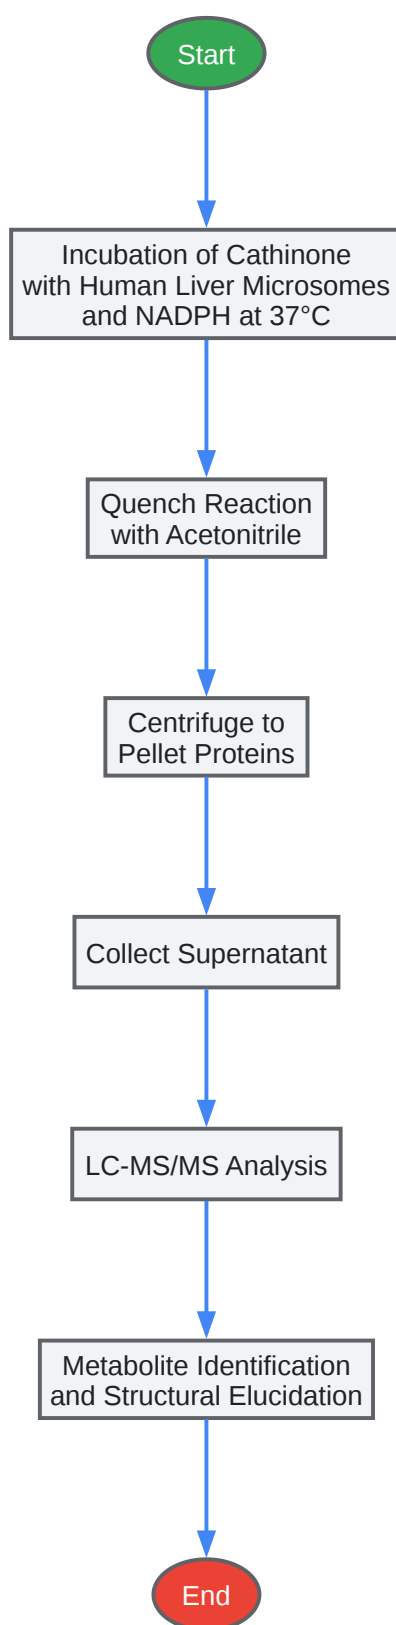 Start
Incubation of Cathinone
with Human Liver Microsomes
and NADPH at 37°C
Quench Reaction
with Acetonitrile
Centrifuge to
Pellet Proteins
Collect Supernatant
LC-MS/MS Analysis
Metabolite Identification
and Structural Elucidation
End